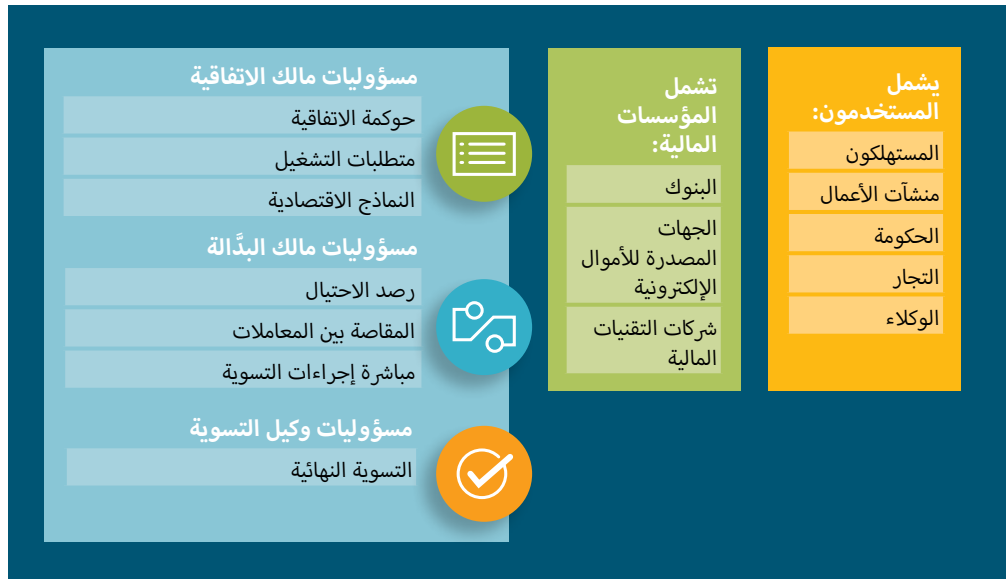 يشمل
المستخدمون:
المستهلكون
منشآت الأعمال
الحكومة
التجار
الوكلاء
تشمل
المؤسسات
المالية:
البنوك
الجهات
المصدرة للأموال
الإلكترونية
شركات التقنيات
المالية
مسؤوليات مالك الاتفاقية
حوكمة الاتفاقية
متطلبات التشغيل
النماذج الاقتصادية
مسؤوليات مالك البدَّالة
رصد الاحتيال
المقاصة بين المعاملات
مباشرة إجراءات التسوية
مسؤوليات وكيل التسوية
التسوية النهائية